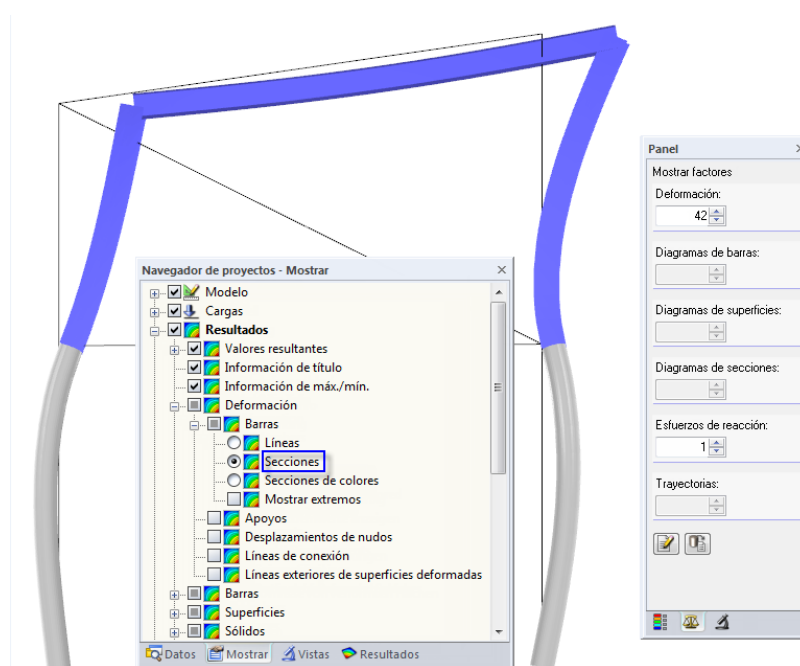 Navegador de proyectos - Mostrar
Modelo
Cargas
Resultados
Valores resultantes
Información de título
Información de máx./mín.
Deformación
Barras
Líneas
Secciones
Secciones de colores
Mostrar extremos
Apoyos
Desplazamientos de nudos
Líneas de conexión
Líneas exteriores de superficies deformadas
Barras
Superficies
Sólidos
Datos Mostrar Vistas Resultados
Panel
Mostrar factores
Deformación:
42
Diagramas de barras:
Diagramas de superficies:
Diagramas de secciones:
Esfuerzos de reacción:
1
Trayectorias: